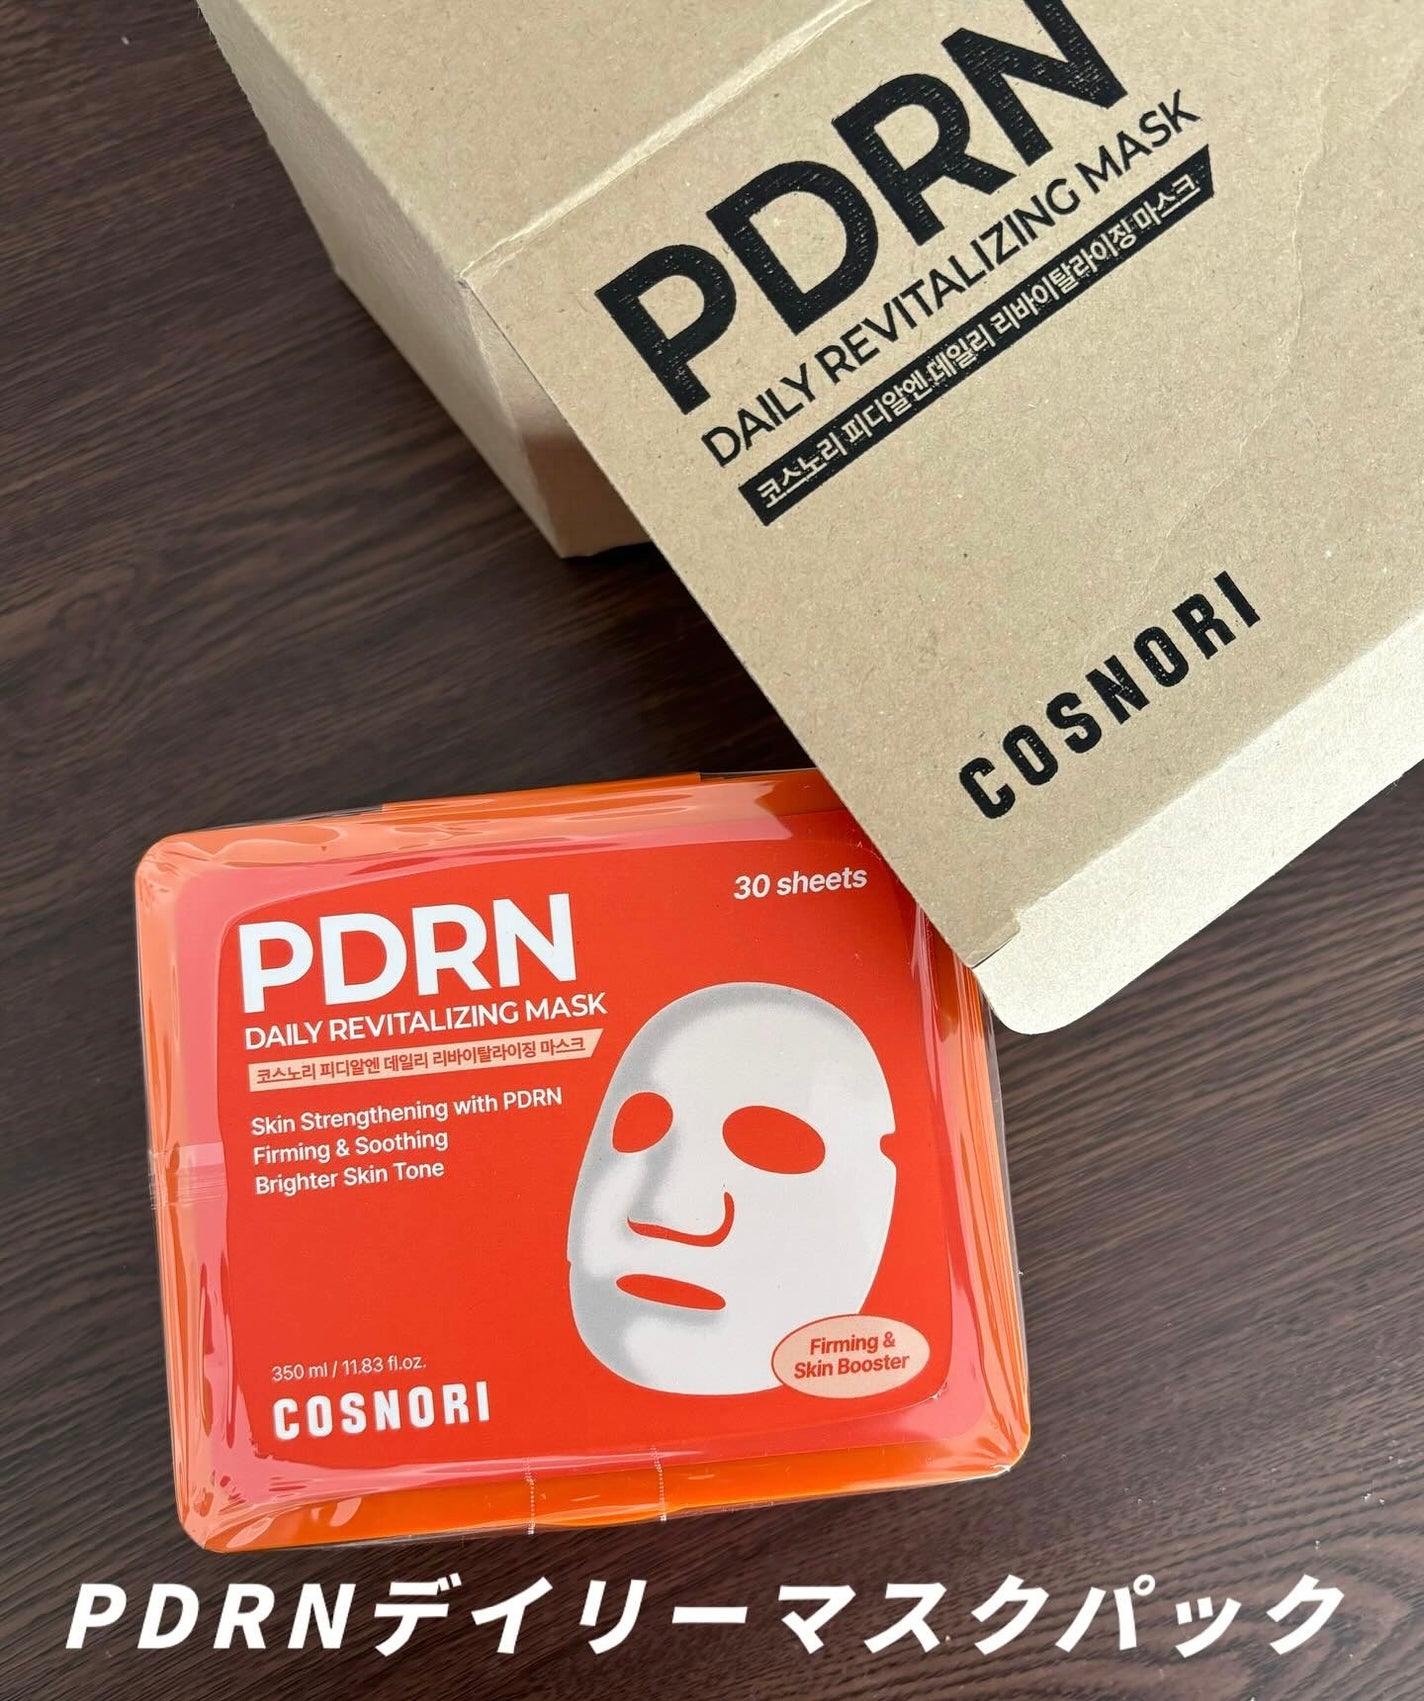 PDRN
DAILY REVITALIZING MASK
코스노리 피디알엔 데일리 리바이탈라이징 마스크
COSNORI
30 sheets
PDRN
DAILY REVITALIZING MASK
코스노리 피디알엔 데일리 리바이탈라이징 마스크
Skin Strengthening with PDRN
Firming & Soothing
Brighter Skin Tone
Firming &
Skin Booster
350 ml / 11.83 fl.oz.
COSNORI
PDRNデイリーマスクパック